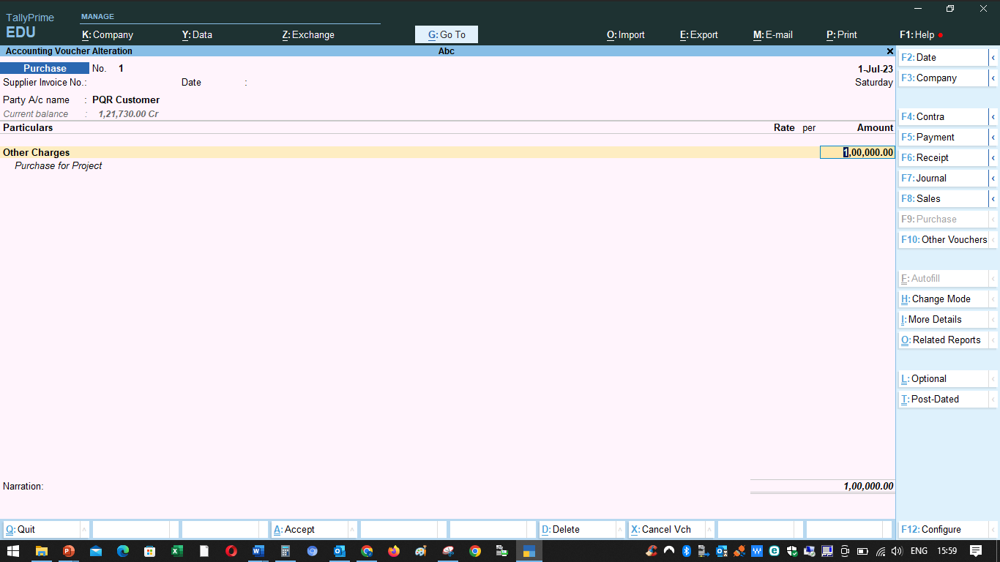 TallyPrime
EDU
MANAGE
K: Company Y: Data Z: Exchange G: Go To O: Import E: Export M: E-mail P: Print F1: Help
Accounting Voucher Alteration Abc
Purchase No. 1 1-Jul-23
Supplier Invoice No.: Date : Saturday
Party A/c name : PQR Customer
Current balance : 1,21,730.00 Cr
Particulars Rate per Amount
Other Charges 1,00,000.00
Purchase for Project
Narration: 1,00,000.00
F2: Date
F3: Company
F4: Contra
F5: Payment
F6: Receipt
F7: Journal
F8: Sales
F9: Purchase
F10: Other Vouchers
F: Autofill
H: Change Mode
I: More Details
O: Related Reports
L: Optional
T: Post-Dated
Q: Quit A: Accept D: Delete X: Cancel Vch F12: Configure
ENG 15:59